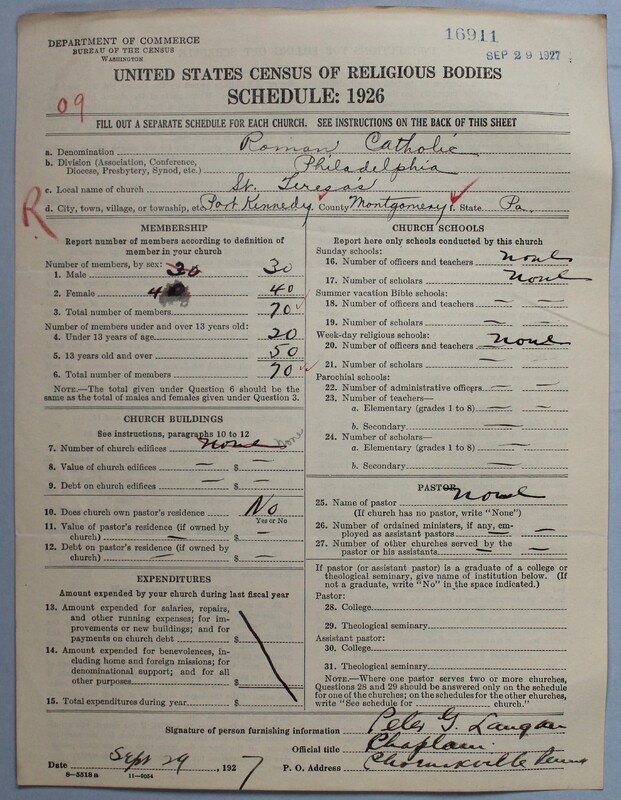 16911
SEP 29 1927
DEPARTMENT OF COMMERCE
BUREAU OF THE CENSUS
WASHINGTON
UNITED STATES CENSUS OF RELIGIOUS BODIES
SCHEDULE: 1926
09
FILL OUT A SEPARATE SCHEDULE FOR EACH CHURCH. SEE INSTRUCTIONS ON THE BACK OF THIS SHEET
a. Denomination Roman Catholic
b. Division (Association, Conference, Diocese, Presbytery, Synod, etc.) Philadelphia
c. Local name of church St. Teresa's
R
d. City, town, village, or township, etc. Port Kennedy e. County Montgomery f. State Pa.
MEMBERSHIP
Report number of members according to definition of
member in your church
Number of members, by sex:
1. Male 30 30
2. Female 4 40
3. Total number of members 70
Number of members under and over 13 years old:
4. Under 13 years of age 20
5. 13 years old and over 50
6. Total number of members 70
NOTE.—The total given under Question 6 should be
same as the total of males and females given under Question 3.
CHURCH BUILDINGS
See instructions, paragraphs 10 to 12
7. Number of church edifices none none
8. Value of church edifices — $ —
9. Debt on church edifices — $ —
10. Does church own pastor's residence? No
Yes or No
11. Value of pastor's residence (if owned by
church) — $ —
12. Debt on pastor's residence (if owned by
church) — $ —
EXPENDITURES
Amount expended by your church during last fiscal year
13. Amount expended for salaries, repairs,
and other running expenses; for im-
provements or new buildings; and for
payments on church debt $
14. Amount expended for benevolences, in-
cluding home and foreign missions; for
denominational support; and for all
other purposes $
15. Total expenditures during year $
CHURCH SCHOOLS
Report here only schools conducted by this church
Sunday schools:
16. Number of officers and teachers none
17. Number of scholars none
Summer vacation Bible schools:
18. Number of officers and teachers — —
19. Number of scholars — —
Week-day religious schools:
20. Number of officers and teachers none
21. Number of scholars — —
Parochial schools:
22. Number of administrative officers — —
23. Number of teachers—
a. Elementary (grades 1 to 8) — —
b. Secondary — —
24. Number of scholars—
a. Elementary (grades 1 to 8) — —
b. Secondary — —
PASTOR
25. Name of pastor none
(If church has no pastor, write "None")
26. Number of ordained ministers, if any, em-
ployed as assistant pastors — —
27. Number of other churches served by the
pastor or his assistants — —
If pastor (or assistant pastor) is a graduate of a college or
theological seminary, give name of institution below. (If
not a graduate, write "No" in the space indicated.)
Pastor:
28. College
29. Theological seminary
Assistant pastor:
30. College
31. Theological seminary
NOTE.—Where one pastor serves two or more churches,
Questions 28 and 29 should be answered only on the schedule
for one of the churches; on the schedules for the other churches,
write "See schedule for church."
Signature of person furnishing information Peter G. Langan
Official title Chaplain
Date Sept 29, 1927 P. O. Address Penna
8-5518a 11-8054